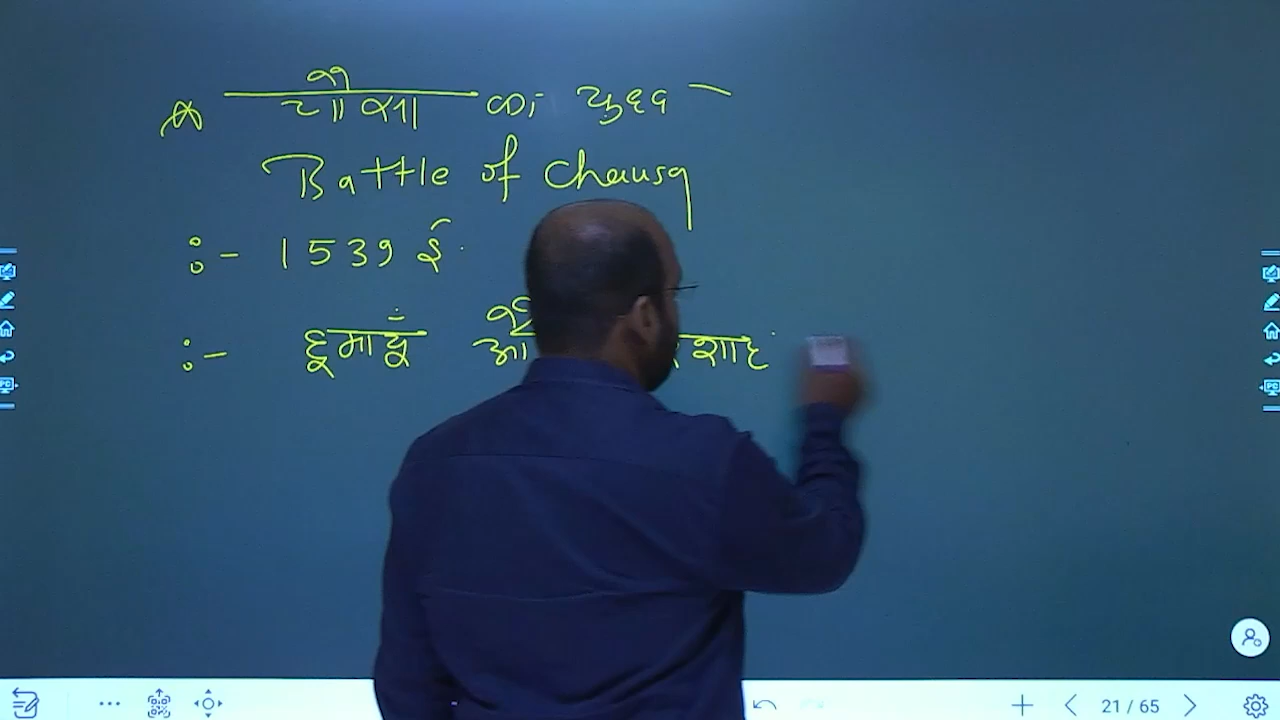 चौसा का युद्ध -
Battle of Chausa
:- 1539 ई.
:- हूमायूं और शाह
21 / 65